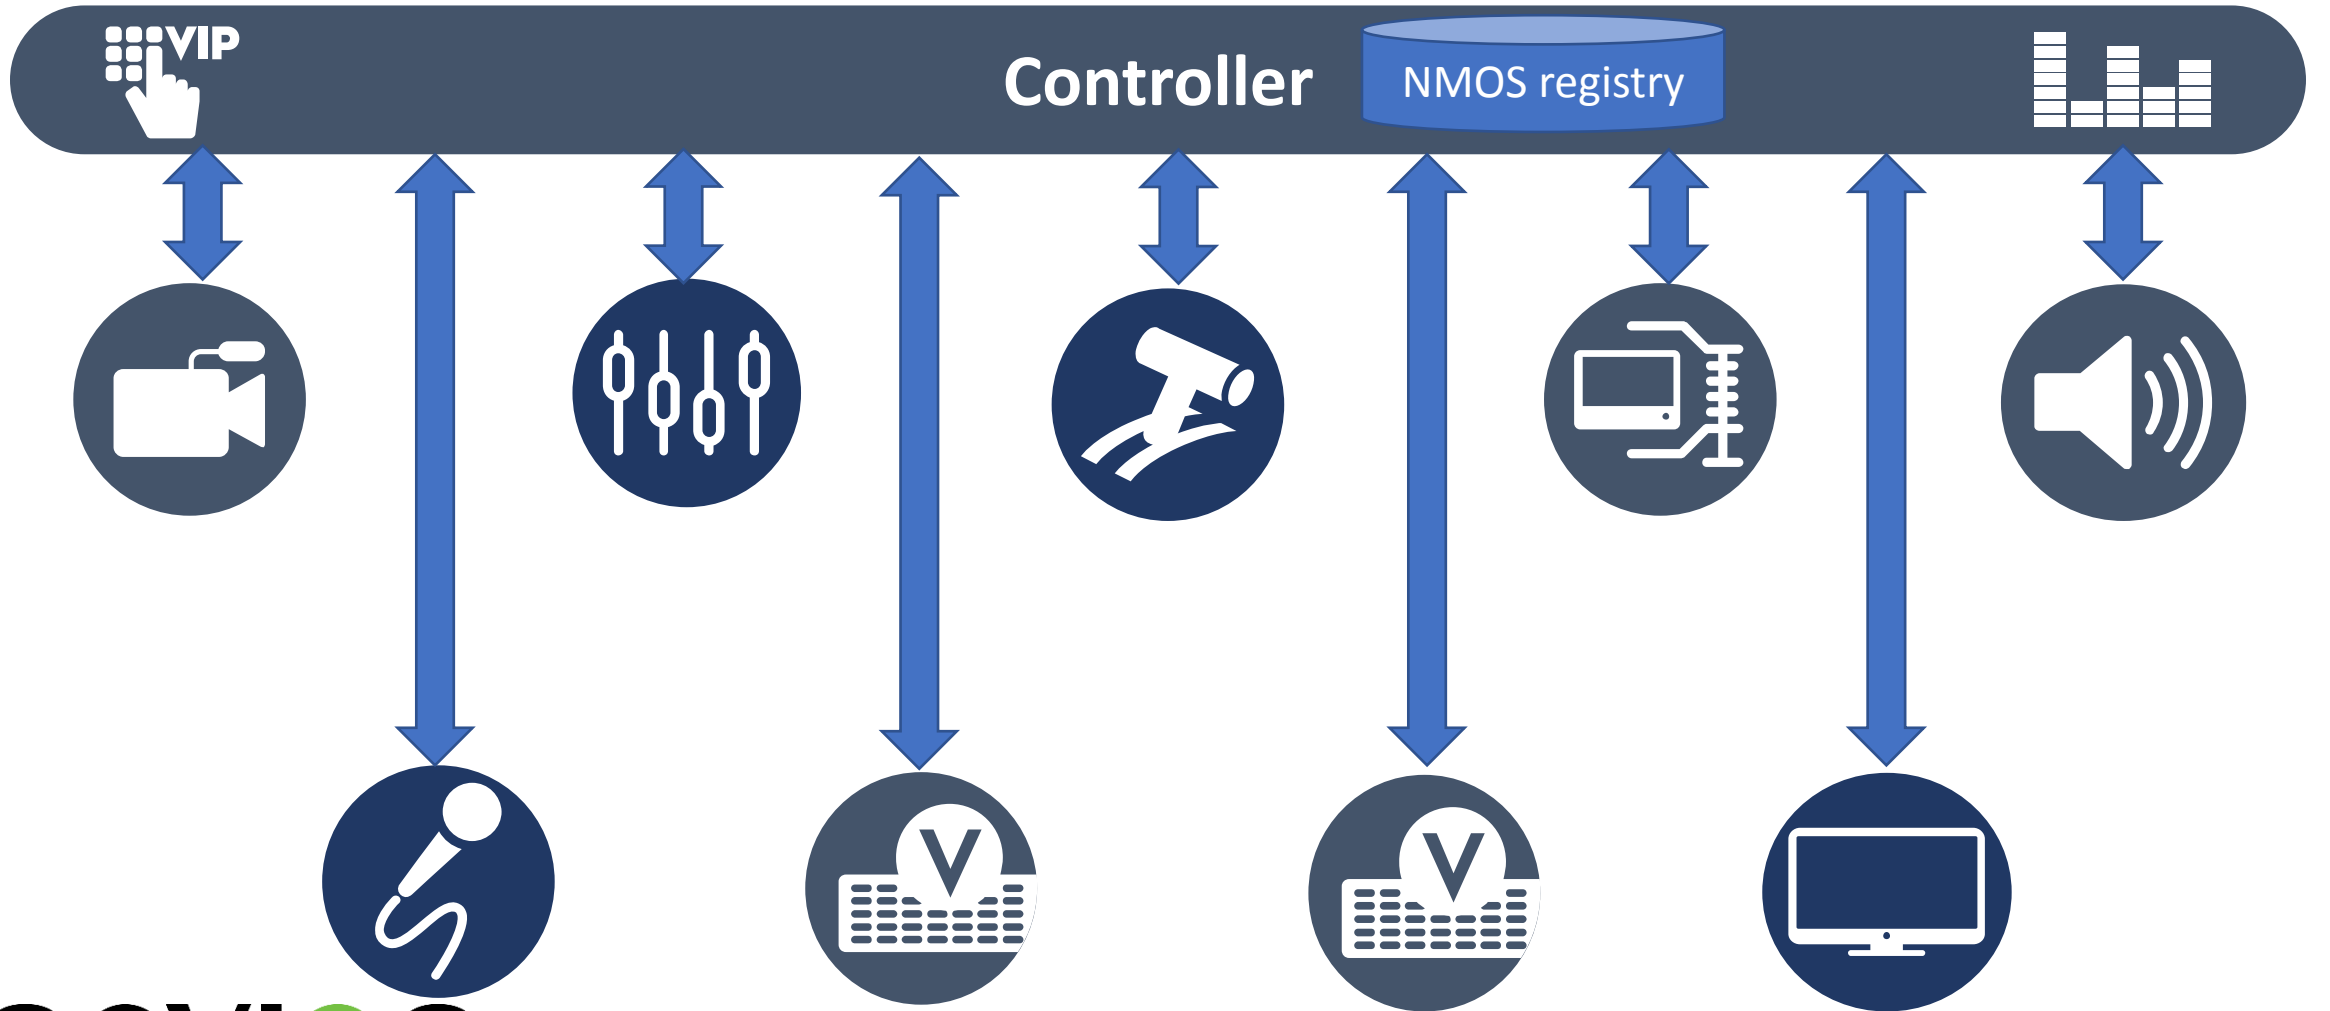 VIP
Controller
NMOS registry
V
V